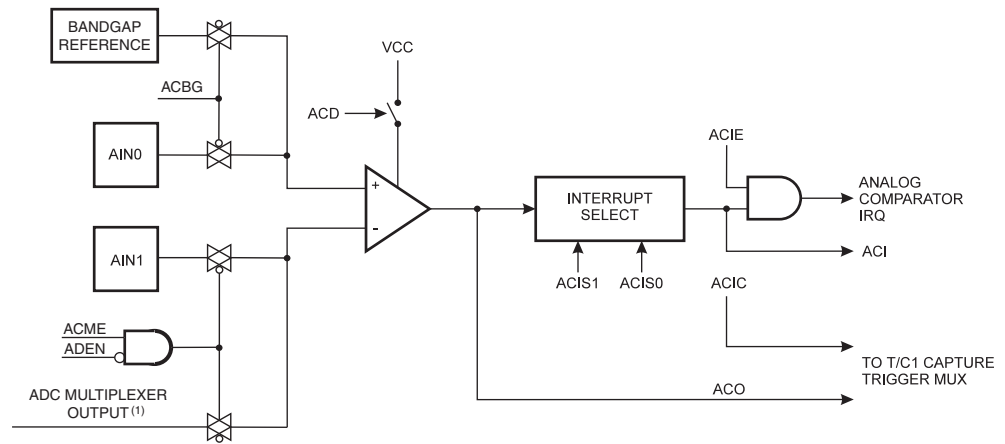 BANDGAP
REFERENCE
VCC
ACBG
ACD
ACIE
AIN0
+
-
INTERRUPT
SELECT
ANALOG
COMPARATOR
IRQ
AIN1
ACI
ACIS1
ACIS0
ACIC
ACME
ADEN
TO T/C1 CAPTURE
TRIGGER MUX
ADC MULTIPLEXER
OUTPUT (1)
ACO